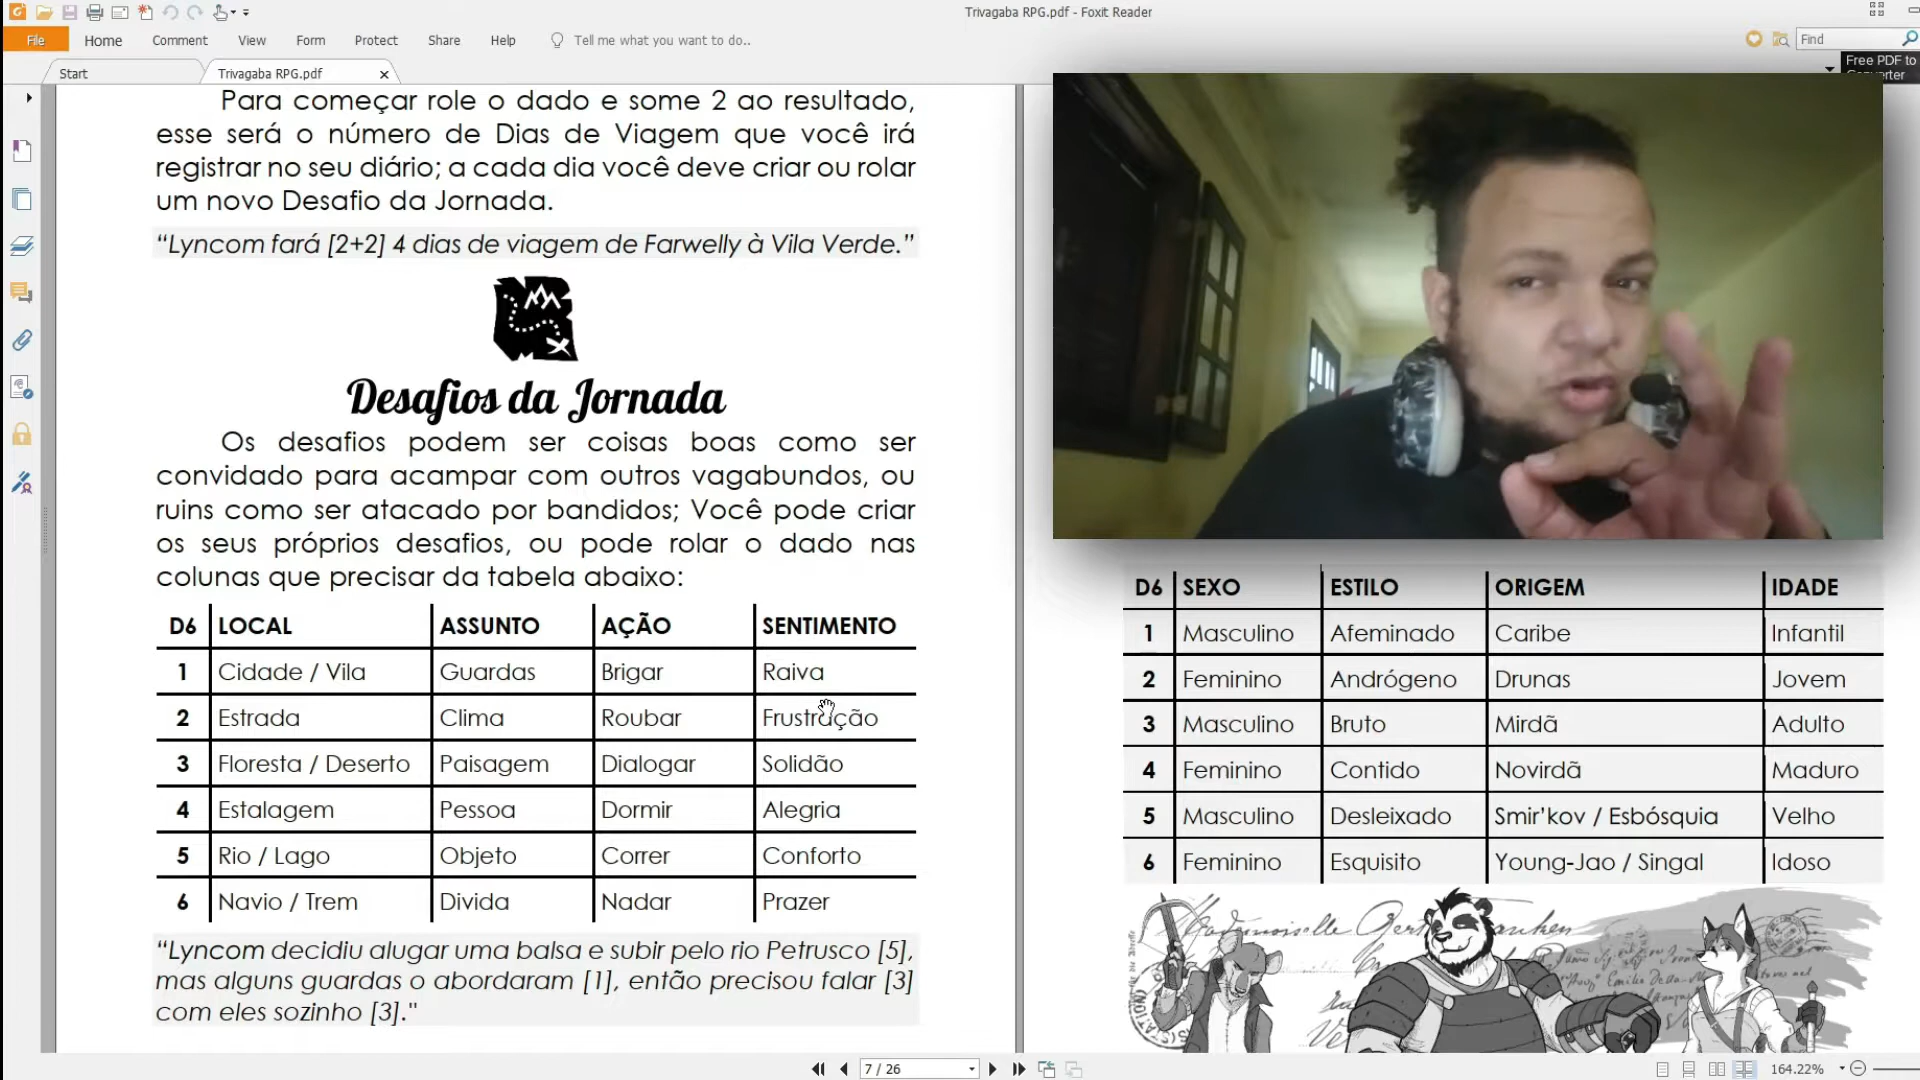 Trivagaba RPG.pdf - Foxit Reader
File Home Comment View Form Protect Share Help Tell me what you want to do..
Find
Start Trivagaba RPG.pdf
Free PDF to
Para começar role o dado e some 2 ao resultado,
esse será o número de Dias de Viagem que você irá
registrar no seu diário; a cada dia você deve criar ou rolar
um novo Desafio da Jornada.
“Lyncom fará [2+2] 4 dias de viagem de Farwelly à Vila Verde.”
Desafios da Jornada
Os desafios podem ser coisas boas como ser
convidado para acampar com outros vagabundos, ou
ruins como ser atacado por bandidos; Você pode criar
os seus próprios desafios, ou pode rolar o dado nas
colunas que precisar da tabela abaixo:
D6 LOCAL ASSUNTO AÇÃO SENTIMENTO
1 Cidade / Vila Guardas Brigar Raiva
2 Estrada Clima Roubar Frustração
3 Floresta / Deserto Paisagem Dialogar Solidão
4 Estalagem Pessoa Dormir Alegria
5 Rio / Lago Objeto Correr Conforto
6 Navio / Trem Divida Nadar Prazer
“Lyncom decidiu alugar uma balsa e subir pelo rio Petrusco [5],
mas alguns guardas o abordaram [1], então precisou falar [3]
com eles sozinho [3]."
D6 SEXO ESTILO ORIGEM IDADE
1 Masculino Afeminado Caribe Infantil
2 Feminino Andrógeno Drunas Jovem
3 Masculino Bruto Mirdã Adulto
4 Feminino Contido Novirdã Maduro
5 Masculino Desleixado Smir’kov / Esbósquia Velho
6 Feminino Esquisito Young-Jao / Singal Idoso
7 / 26
164.22%